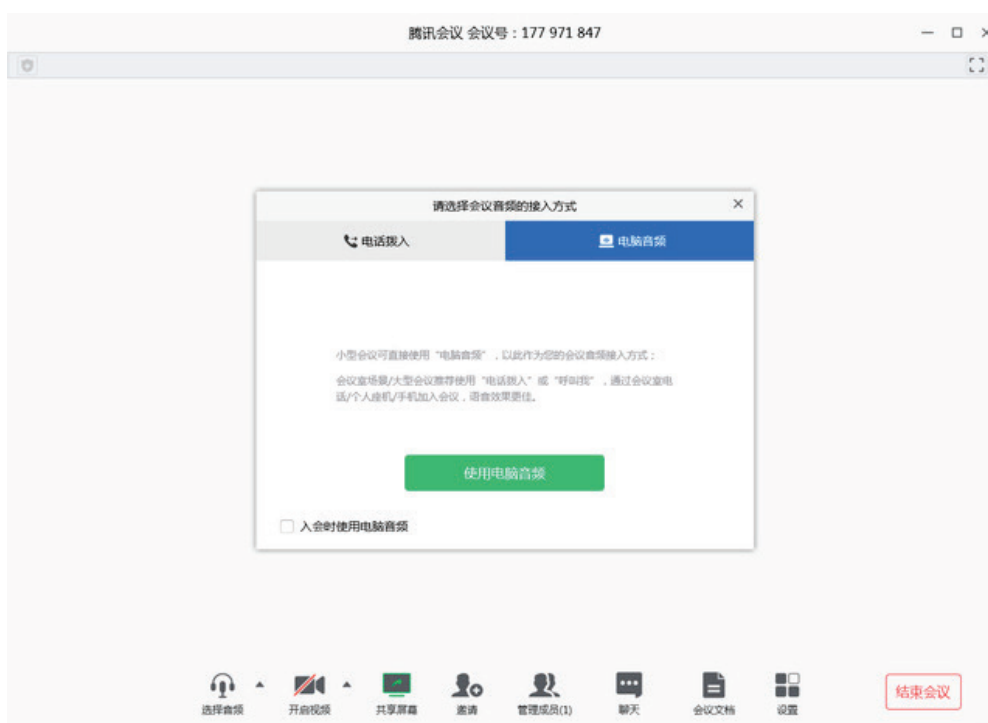 腾讯会议 会议号：177 971 847
请选择会议音频的接入方式
电话拨入 电脑音频
小型会议可直接使用“电脑音频”，以此作为您的会议音频接入方式；
会议室场景/大型会议推荐使用“电话拨入”或“呼叫我”，通过会议室电
话/个人座机/手机加入会议，语音效果更佳。
使用电脑音频
入会时使用电脑音频
选择音频 开启视频 共享屏幕 邀请 管理成员(1) 聊天 会议文档 设置 结束会议